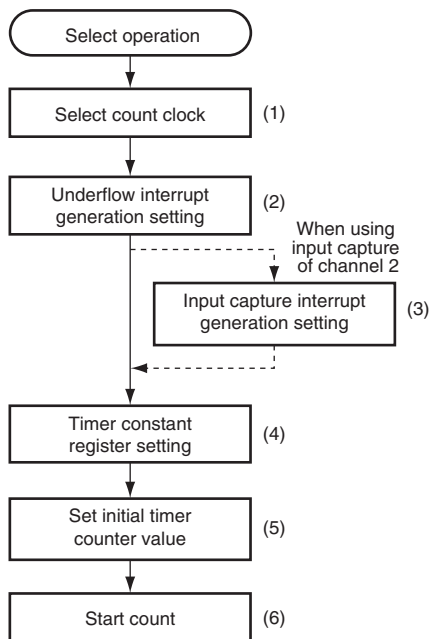 Select operation
Select count clock
(1)
Underflow interrupt
generation setting
(2)
When using
input capture
of channel 2
Input capture interrupt
generation setting
(3)
Timer constant
register setting
(4)
Set initial timer
counter value
(5)
Start count
(6)